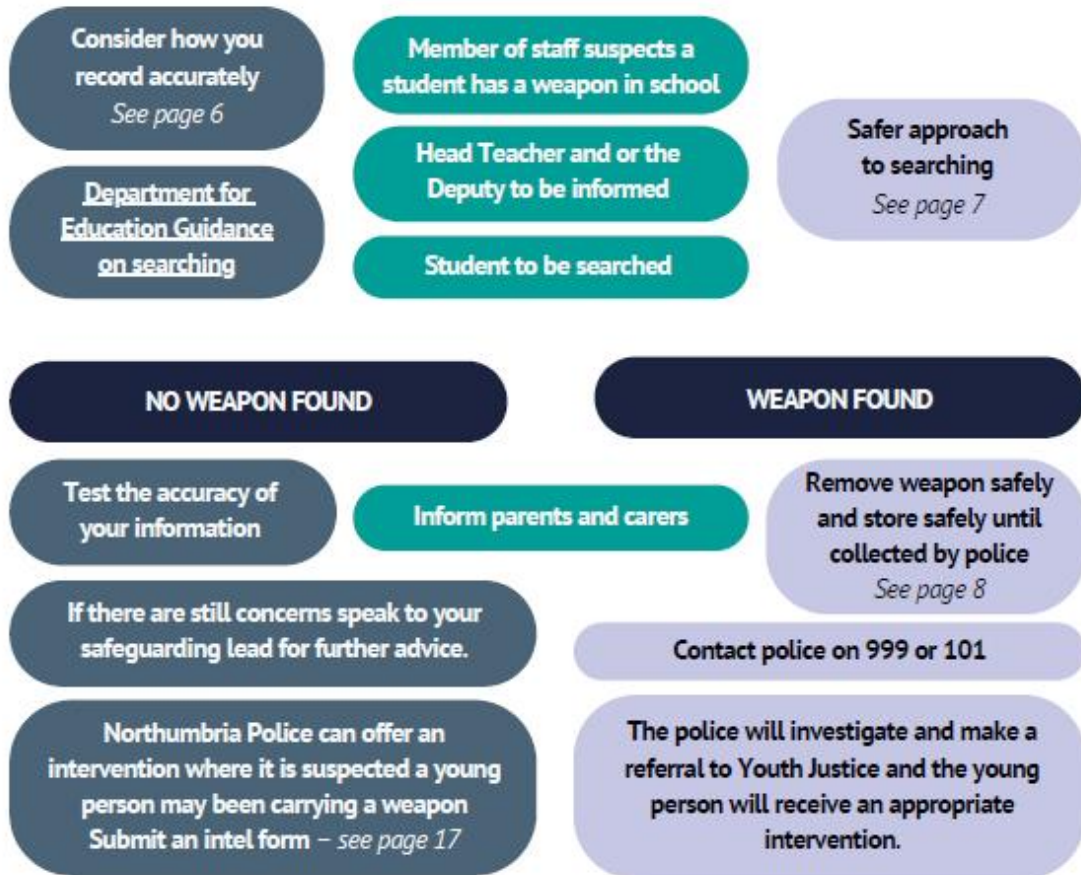 Consider how you
record accurately
See page 6
Member of staff suspects a
student has a weapon in school
Head Teacher and or the
Deputy to be informed
Safer approach
to searching
See page 7
Department for
Education Guidance
on searching
Student to be searched
NO WEAPON FOUND
WEAPON FOUND
Test the accuracy of
your information
Inform parents and carers
Remove weapon safely
and store safely until
collected by police
See page 8
If there are still concerns speak to your
safeguarding lead for further advice.
Contact police on 999 or 101
Northumbria Police can offer an
intervention where it is suspected a young
person may been carrying a weapon
Submit an intel form – see page 17
The police will investigate and make a
referral to Youth Justice and the young
person will receive an appropriate
intervention.